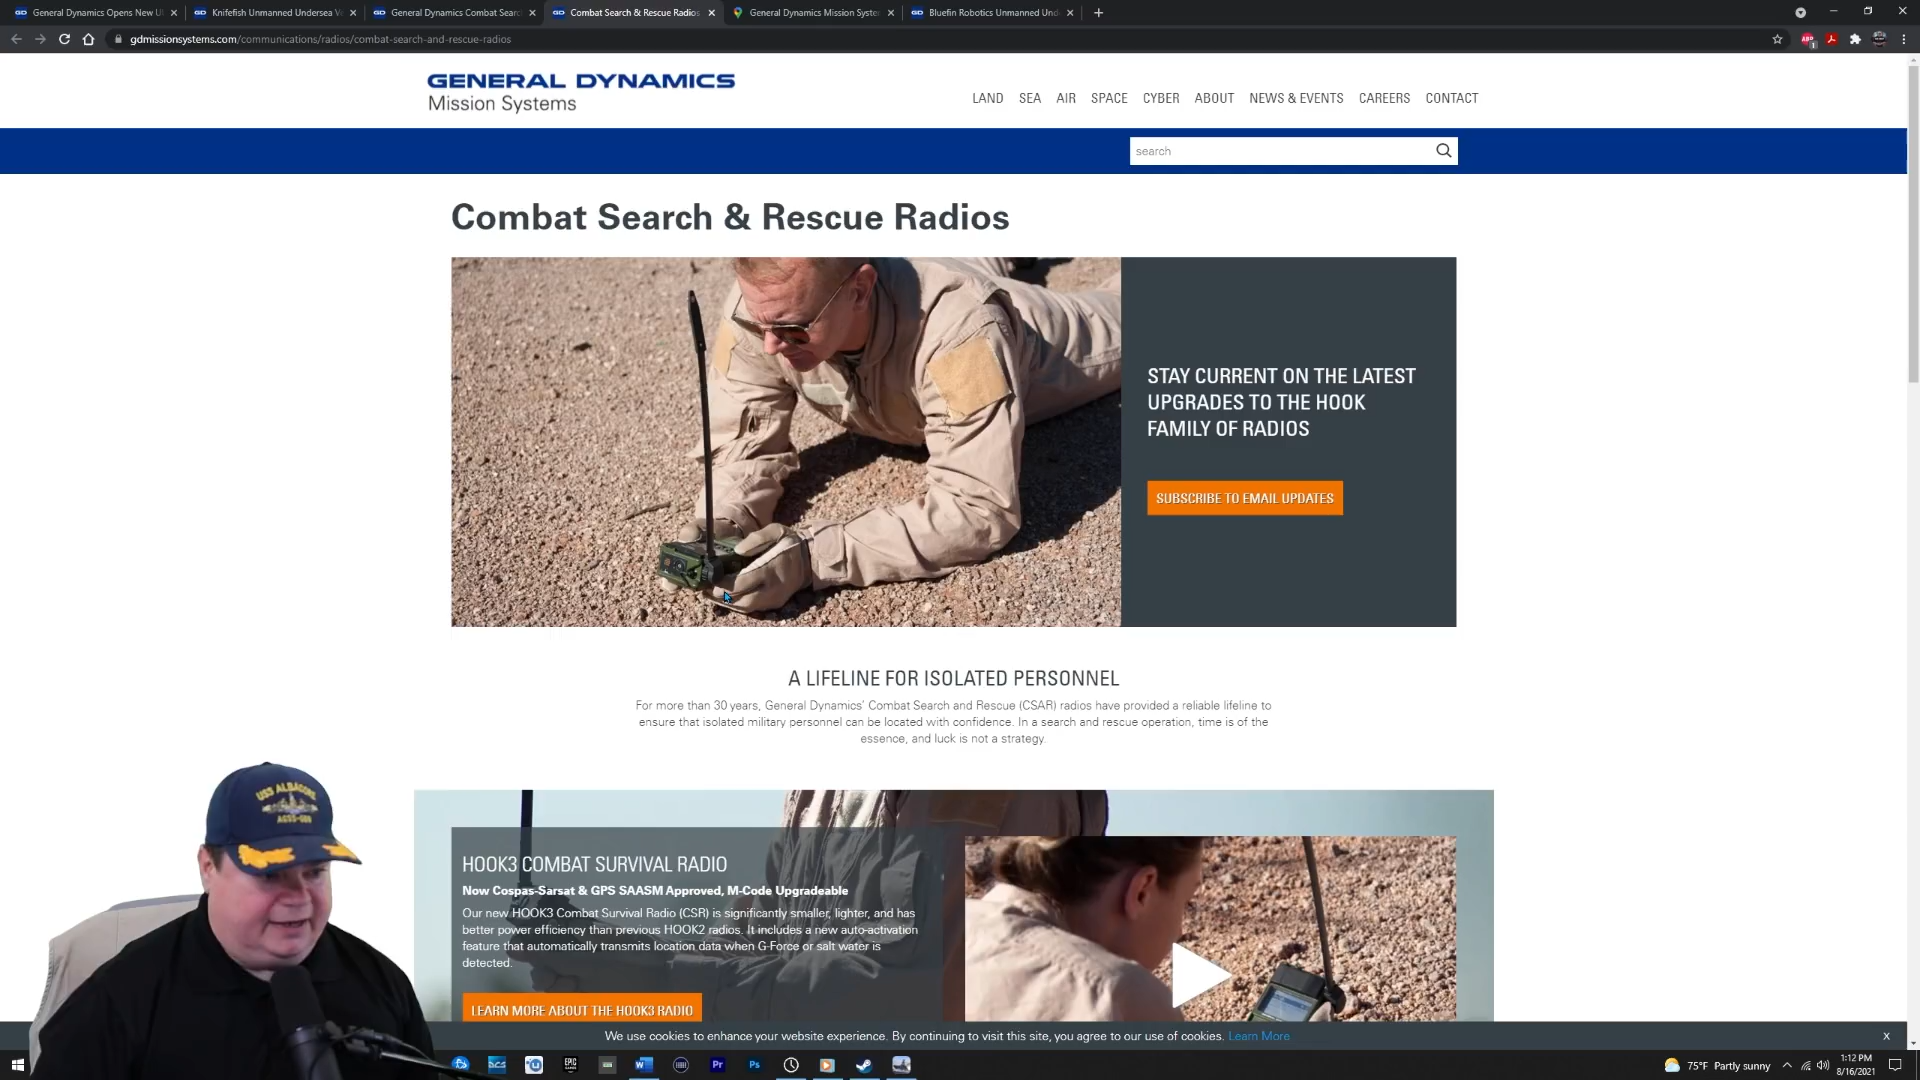 General Dynamics Opens New U
Knifefish Unmanned Undersea Ve
General Dynamics Combat Searc
Combat Search & Rescue Radios
General Dynamics Mission Syste
Bluefin Robotics Unmanned Und
gdmissionsystems.com/communications/radios/combat-search-and-rescue-radios
GENERAL DYNAMICS
Mission Systems
LAND SEA AIR SPACE CYBER ABOUT NEWS & EVENTS CAREERS CONTACT
search
Combat Search & Rescue Radios
STAY CURRENT ON THE LATEST
UPGRADES TO THE HOOK
FAMILY OF RADIOS
SUBSCRIBE TO EMAIL UPDATES
A LIFELINE FOR ISOLATED PERSONNEL
For more than 30 years, General Dynamics' Combat Search and Rescue (CSAR) radios have provided a reliable lifeline to
ensure that isolated military personnel can be located with confidence. In a search and rescue operation, time is of the
essence, and luck is not a strategy.
USS ALBACORE
AGSS-569
HOOK3 COMBAT SURVIVAL RADIO
Now Cospas-Sarsat & GPS SAASM Approved, M-Code Upgradeable
Our new HOOK3 Combat Survival Radio (CSR) is significantly smaller, lighter, and has
better power efficiency than previous HOOK2 radios. It includes a new auto-activation
feature that automatically transmits location data when G-Force or salt water is
detected.
LEARN MORE ABOUT THE HOOK3 RADIO
We use cookies to enhance your website experience. By continuing to visit this site, you agree to our use of cookies. Learn More
75°F Partly sunny
1:12 PM
8/16/2021